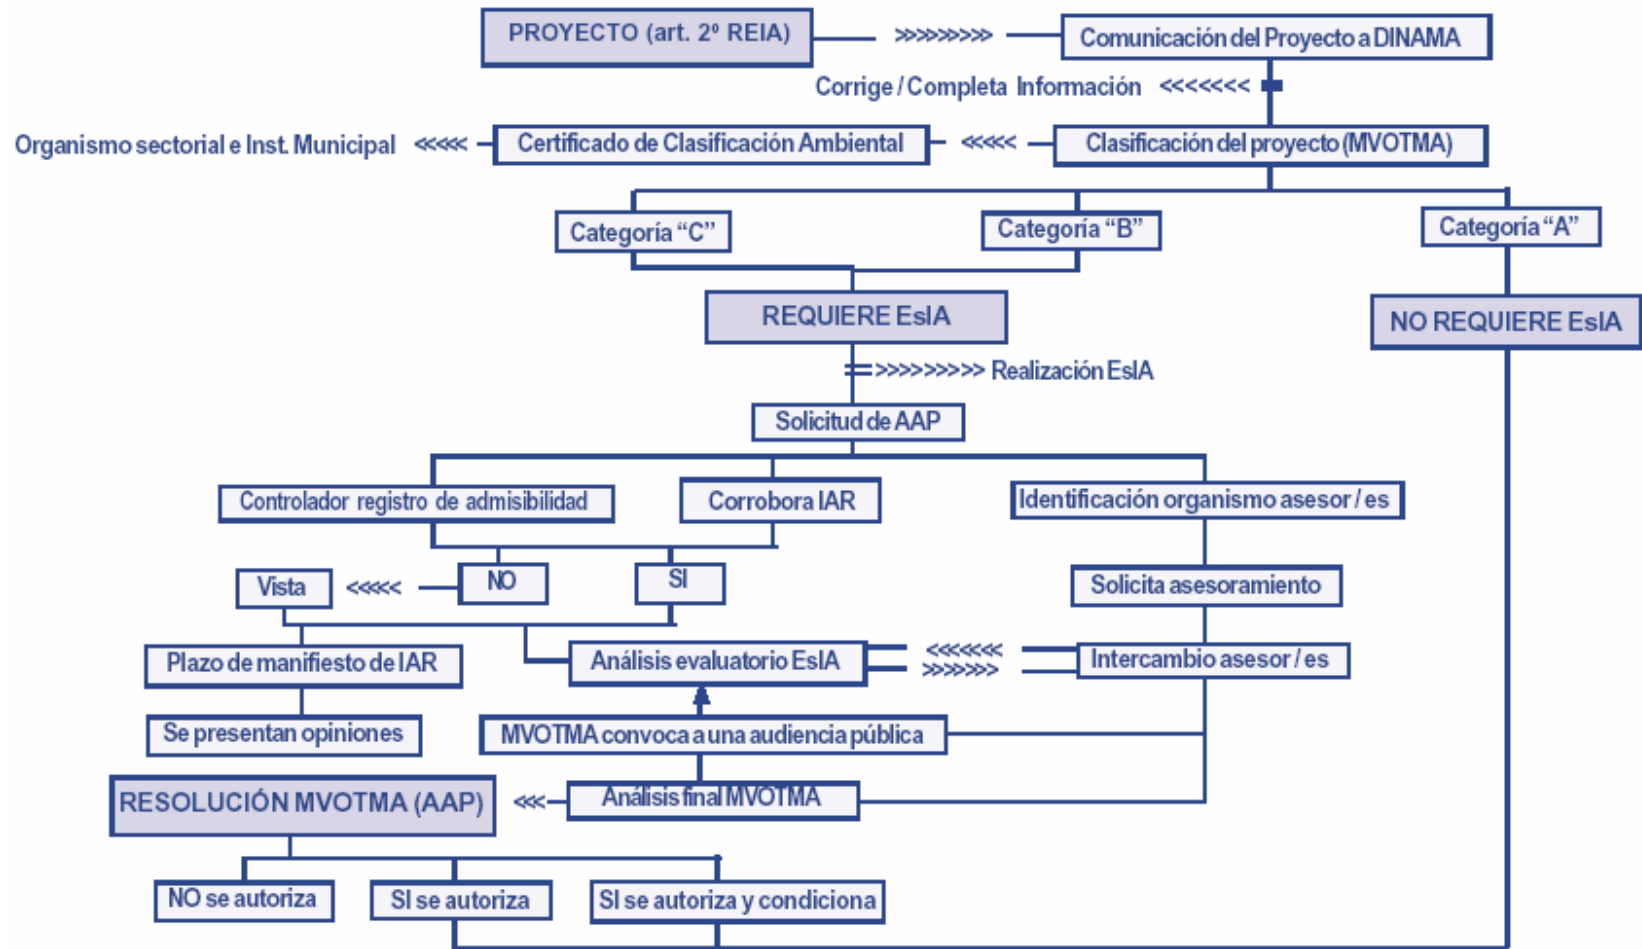 PROYECTO (art. 2º REIA) >>>>>>>>> Comunicación del Proyecto a DINAMA
Corrige / Completa Información <<<<<<<
Organismo sectorial e Inst. Municipal <<<<< Certificado de Clasificación Ambiental <<<<< Clasificación del proyecto (MVOTMA)
Categoría “C” Categoría “B” Categoría “A”
REQUIERE EsIA NO REQUIERE EsIA
>>>>>>>>> Realización EsIA
Solicitud de AAP
Controlador registro de admisibilidad Corrobora IAR Identificación organismo asesor / es
Vista <<<<< NO SI Solicita asesoramiento
Plazo de manifiesto de IAR Análisis evaluatorio EsIA <<<<<<< >>>>>>> Intercambio asesor / es
Se presentan opiniones MVOTMA convoca a una audiencia pública
RESOLUCIÓN MVOTMA (AAP) <<< Análisis final MVOTMA
NO se autoriza SI se autoriza SI se autoriza y condiciona